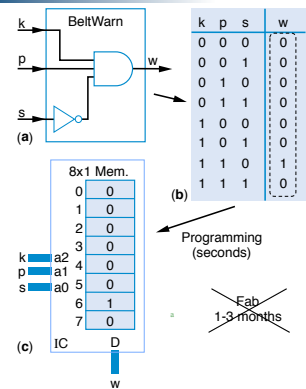 BeltWarn
k
p
s
w
(a)
k p s w
0 0 0 0
0 0 1 0
0 1 0 0
0 1 1 0
1 0 0 0
1 0 1 0
1 1 0 1
1 1 1 0
(b)
8x1 Mem.
0 0
1 0
2 0
3 0
4 0
5 0
6 1
7 0
k a2
p a1
s a0
(c)
IC D
w
Programming
(seconds)
a
Fab
1-3 months